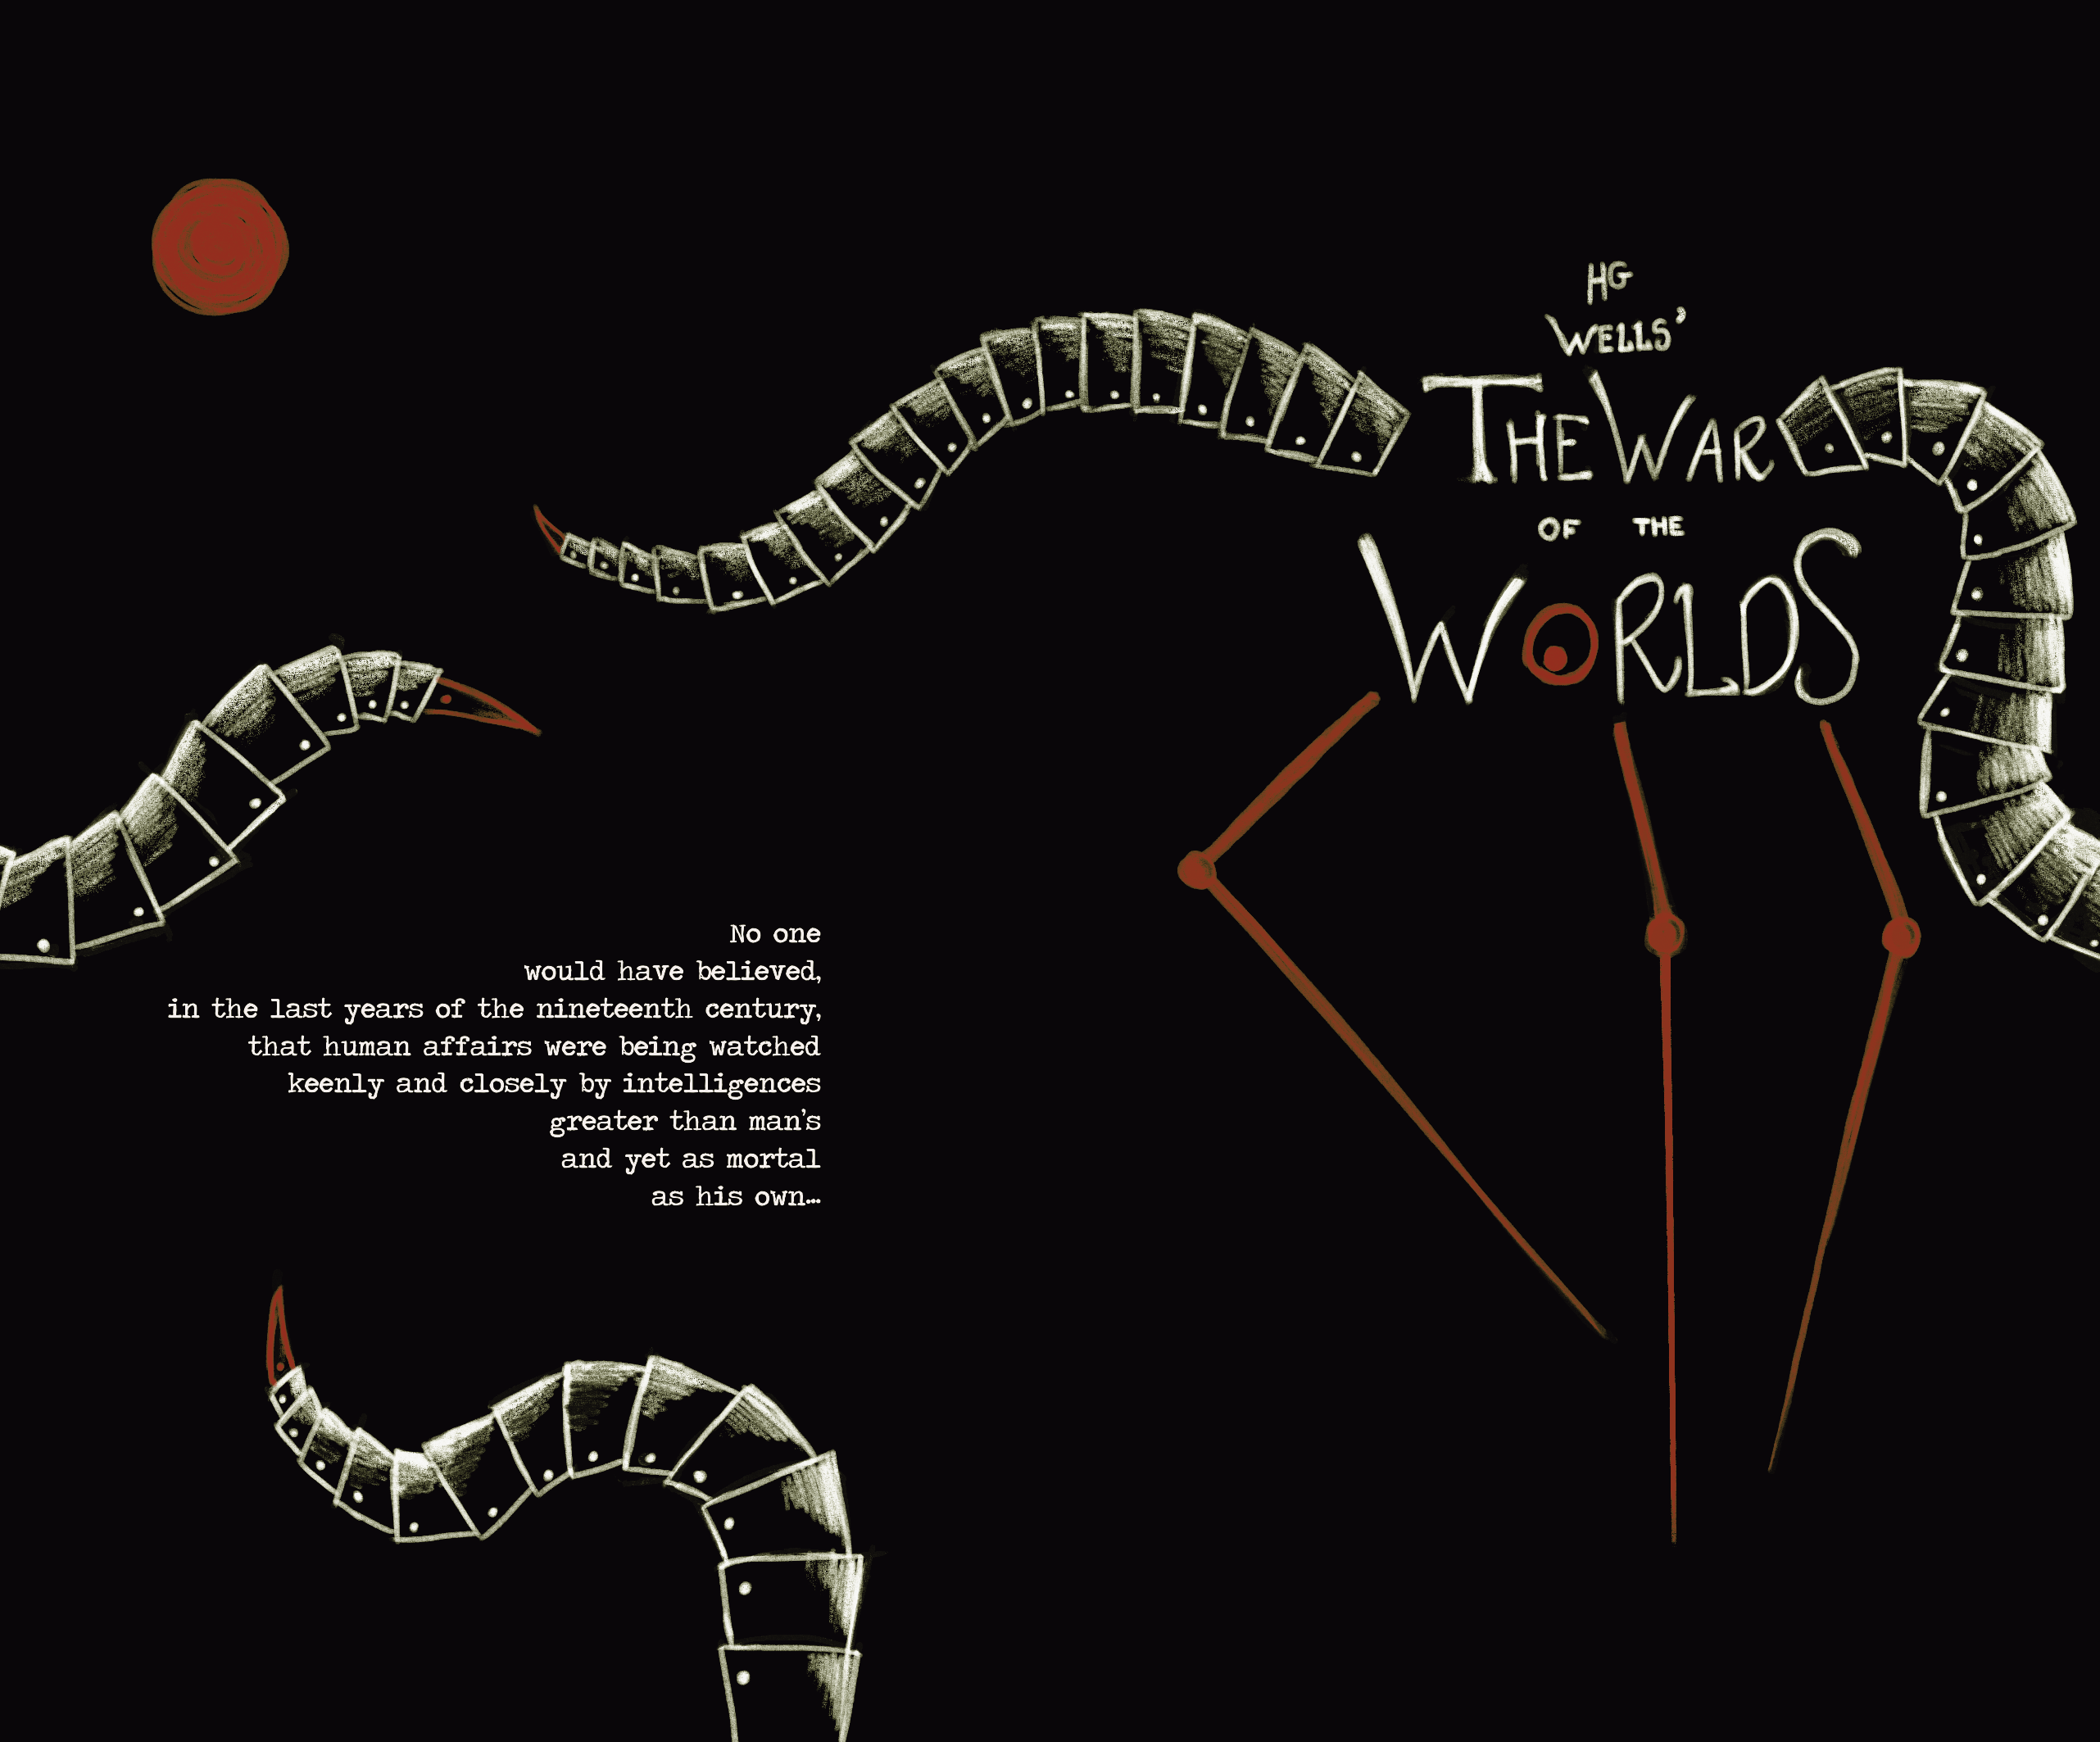 HG
WELLS'
THE WAR
OF THE
WORLDS
No one
would have believed,
in the last years of the nineteenth century,
that human affairs were being watched
keenly and closely by intelligences
greater than man's
and yet as mortal
as his own...